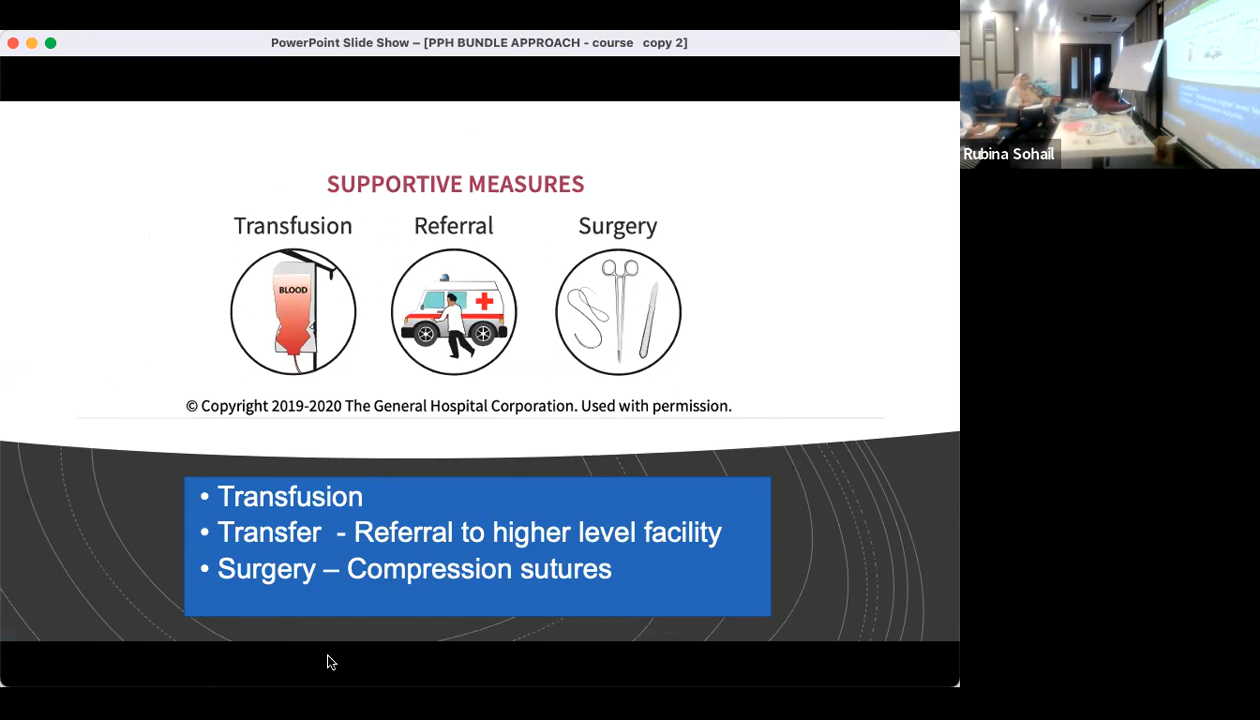 PowerPoint Slide Show – [PPH BUNDLE APPROACH - course copy 2]
SUPPORTIVE MEASURES
Transfusion
Referral
Surgery
BLOOD
© Copyright 2019-2020 The General Hospital Corporation. Used with permission.
• Transfusion
• Transfer - Referral to higher level facility
• Surgery – Compression sutures
Rubina Sohail